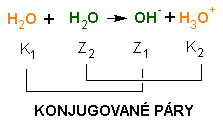 H₂O + H₂O → OH⁻ + H₃O⁺
K₁ Z₂ Z₁ K₂
KONJUGOVANÉ PÁRY